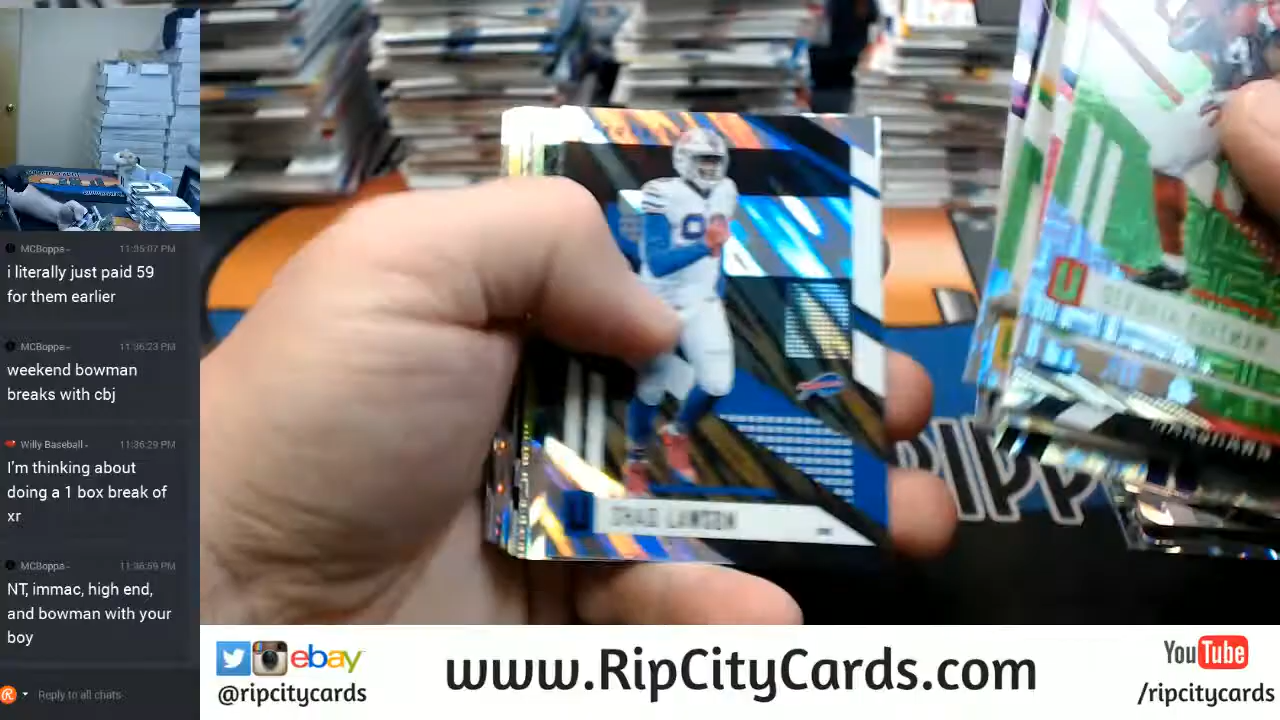 MCBoppa- 11:35:07 PM
i literally just paid 59
for them earlier
MCBoppa- 11:36:23 PM
weekend bowman
breaks with cbj
Willy Baseball- 11:36:29 PM
I'm thinking about
doing a 1 box break of
xr
MCBoppa- 11:36:59 PM
NT, immac, high end,
and bowman with your
boy
Reply to all chats
SHAQ LAWSON
U
ebay
@ripcitycards
www.RipCityCards.com
YouTube
/ripcitycards